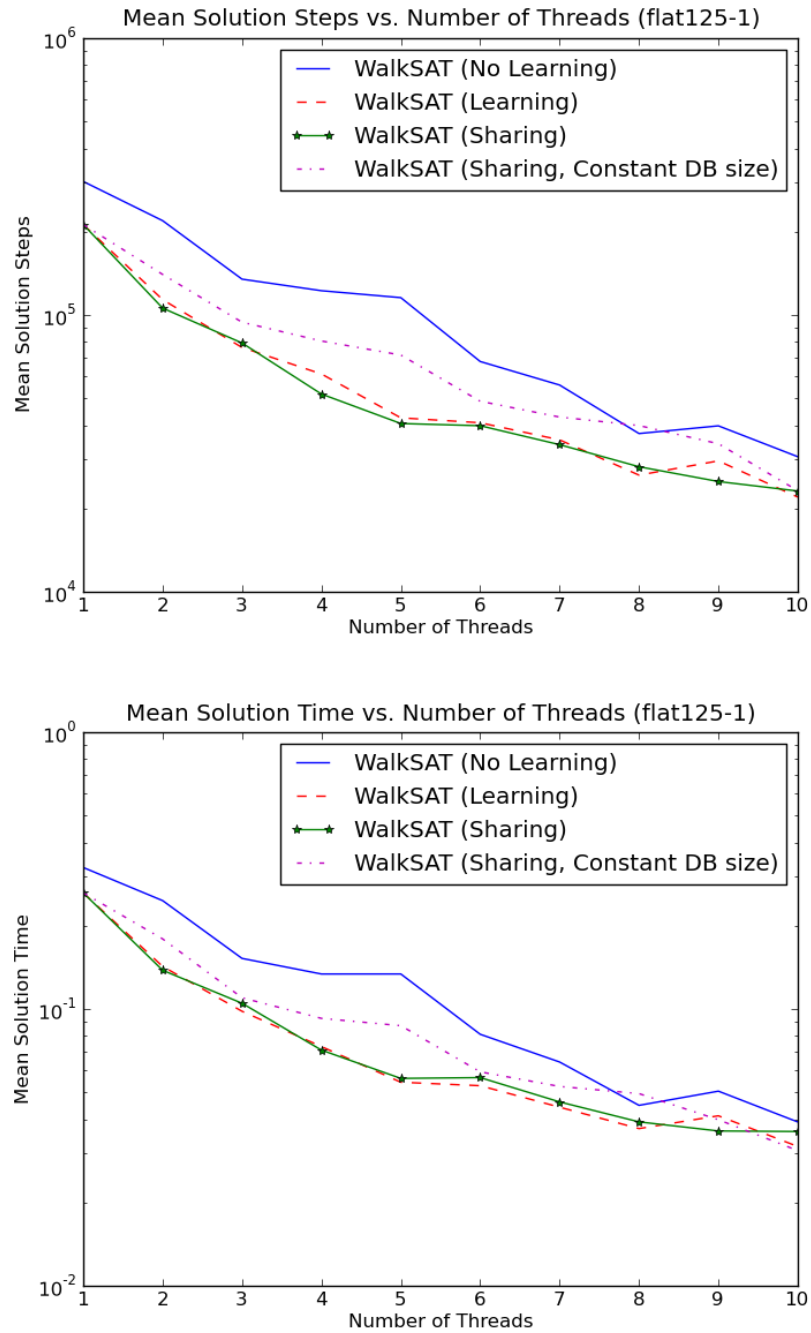 Mean Solution Steps vs. Number of Threads (flat125-1)
10^6
WalkSAT (No Learning)
WalkSAT (Learning)
WalkSAT (Sharing)
WalkSAT (Sharing, Constant DB size)
Mean Solution Steps
10^5
10^4
1 2 3 4 5 6 7 8 9 10
Number of Threads
Mean Solution Time vs. Number of Threads (flat125-1)
10^0
WalkSAT (No Learning)
WalkSAT (Learning)
WalkSAT (Sharing)
WalkSAT (Sharing, Constant DB size)
Mean Solution Time
10^-1
10^-2
1 2 3 4 5 6 7 8 9 10
Number of Threads